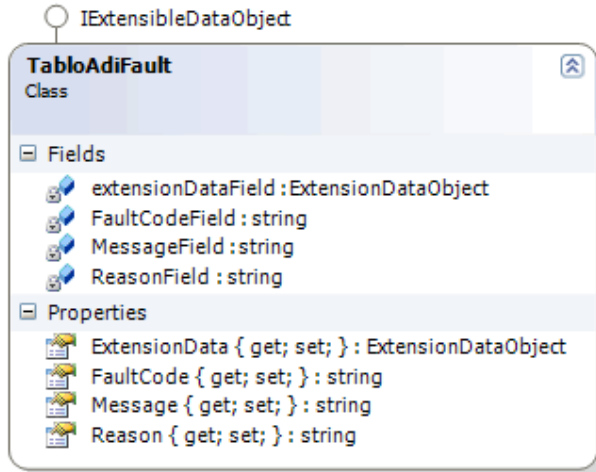 IExtensibleDataObject
TabloAdiFault
Class
Fields
extensionDataField : ExtensionDataObject
FaultCodeField : string
MessageField : string
ReasonField : string
Properties
ExtensionData { get; set; } : ExtensionDataObject
FaultCode { get; set; } : string
Message { get; set; } : string
Reason { get; set; } : string